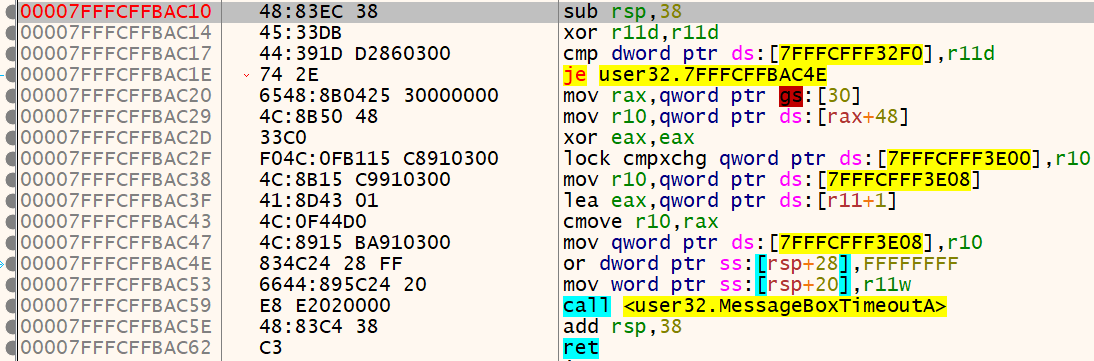 00007FFFCFFBAC10 48:83EC 38 sub rsp,38
00007FFFCFFBAC14 45:33DB xor r11d,r11d
00007FFFCFFBAC17 44:391D D2860300 cmp dword ptr ds:[7FFFCFFF32F0],r11d
00007FFFCFFBAC1E 74 2E je user32.7FFFCFFBAC4E
00007FFFCFFBAC20 6548:8B0425 30000000 mov rax,qword ptr gs:[30]
00007FFFCFFBAC29 4C:8B50 48 mov r10,qword ptr ds:[rax+48]
00007FFFCFFBAC2D 33C0 xor eax,eax
00007FFFCFFBAC2F F04C:0FB115 C8910300 lock cmpxchg qword ptr ds:[7FFFCFFF3E00],r10
00007FFFCFFBAC38 4C:8B15 C9910300 mov r10,qword ptr ds:[7FFFCFFF3E08]
00007FFFCFFBAC3F 41:8D43 01 lea eax,qword ptr ds:[r11+1]
00007FFFCFFBAC43 4C:0F44D0 cmove r10,rax
00007FFFCFFBAC47 4C:8915 BA910300 mov qword ptr ds:[7FFFCFFF3E08],r10
00007FFFCFFBAC4E 834C24 28 FF or dword ptr ss:[rsp+28],FFFFFFFF
00007FFFCFFBAC53 6644:895C24 20 mov word ptr ss:[rsp+20],r11w
00007FFFCFFBAC59 E8 E2020000 call <user32.MessageBoxTimeoutA>
00007FFFCFFBAC5E 48:83C4 38 add rsp,38
00007FFFCFFBAC62 C3 ret